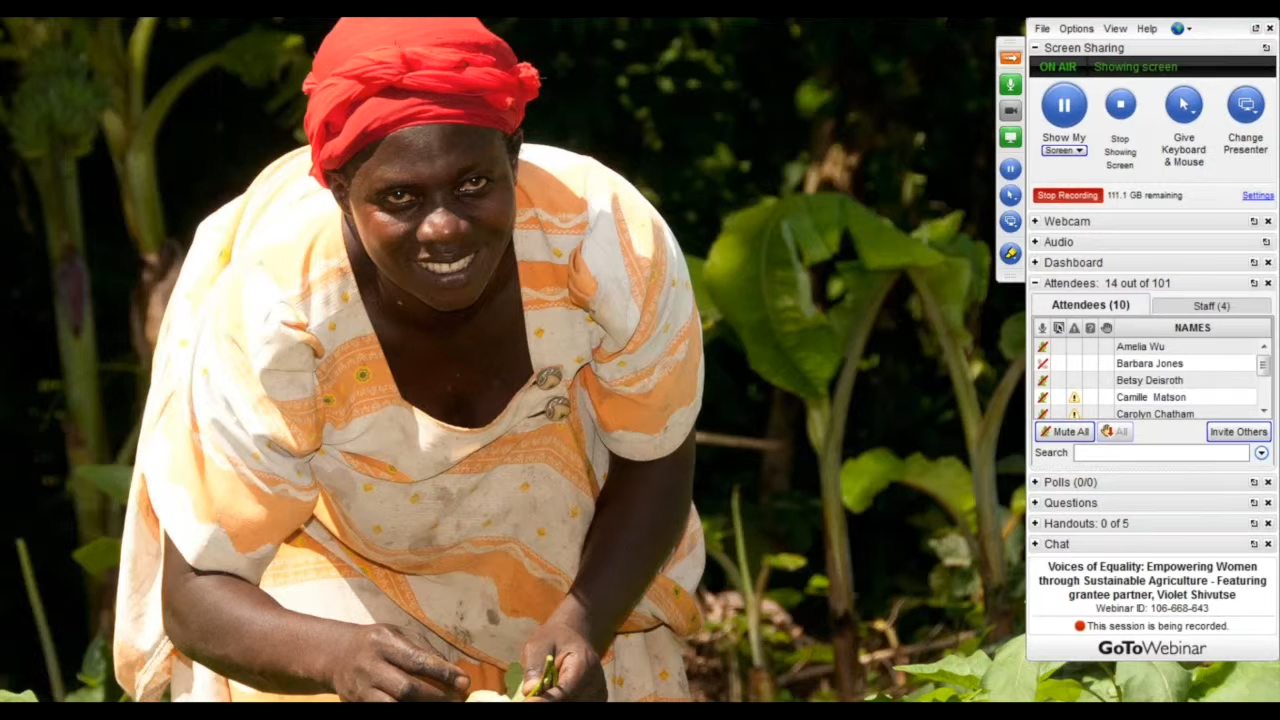 File Options View Help
Screen Sharing
ON AIR Showing screen
Show My
Screen
Stop
Showing
Screen
Give
Keyboard
& Mouse
Change
Presenter
Stop Recording 111.1 GB remaining Settings
Webcam
Audio
Dashboard
Attendees: 14 out of 101
Attendees (10) Staff (4)
NAMES
Amelia Wu
Barbara Jones
Betsy Deisroth
Camille Matson
Carolyn Chatham
Mute All All Invite Others
Search
Polls (0/0)
Questions
Handouts: 0 of 5
Chat
Voices of Equality: Empowering Women
through Sustainable Agriculture - Featuring
grantee partner, Violet Shivutse
Webinar ID: 106-668-643
This session is being recorded.
GoToWebinar